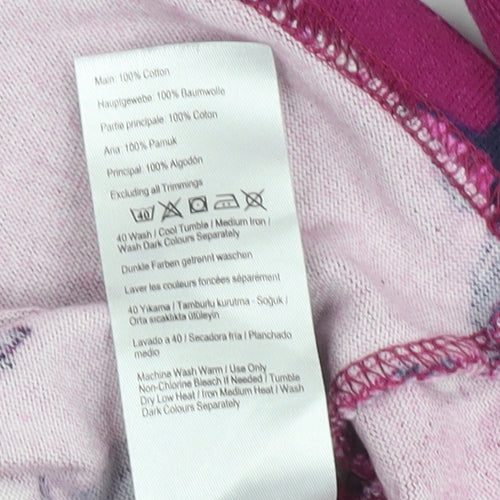 Main: 100% Cotton
Hauptgewebe: 100% Baumwolle
Partie principale: 100% Coton
Ana: 100% Pamuk
Principal: 100% Algodón
Excluding all Trimmings
40
40 Wash / Cool Tumble / Medium Iron /
Wash Dark Colours Separately
Dunkle Farben getrennt waschen
Laver les couleurs foncées séparément
40 Yikama / Tamburlu kurutma - Soğuk /
Orta sıcaklıkta ütüleyin
Lavado a 40 / Secadora fria / Planchado
medio
Machine Wash Warm / Use Only
Non-Chlorine Bleach If Needed / Tumble
Dry Low Heat / Iron Medium Heat / Wash
Dark Colours Separately